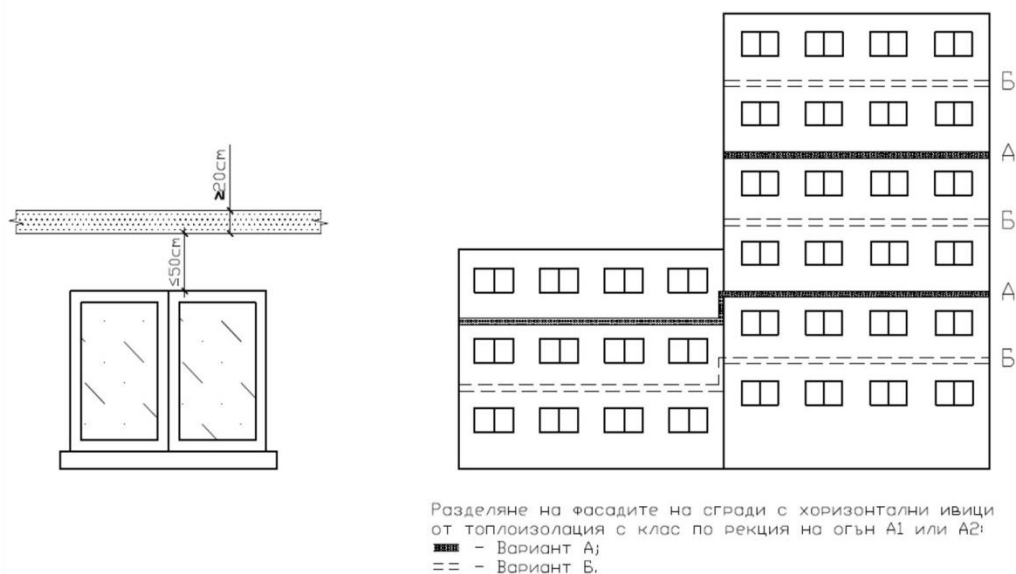 ≥20cm
≤50cm
Б
А
Б
А
Б
Разделяне на фасадите на сгради с хоризонтални ивици
от топлоизолация с клас по рекция на огън А1 или А2:
- Вариант А;
- Вариант Б.